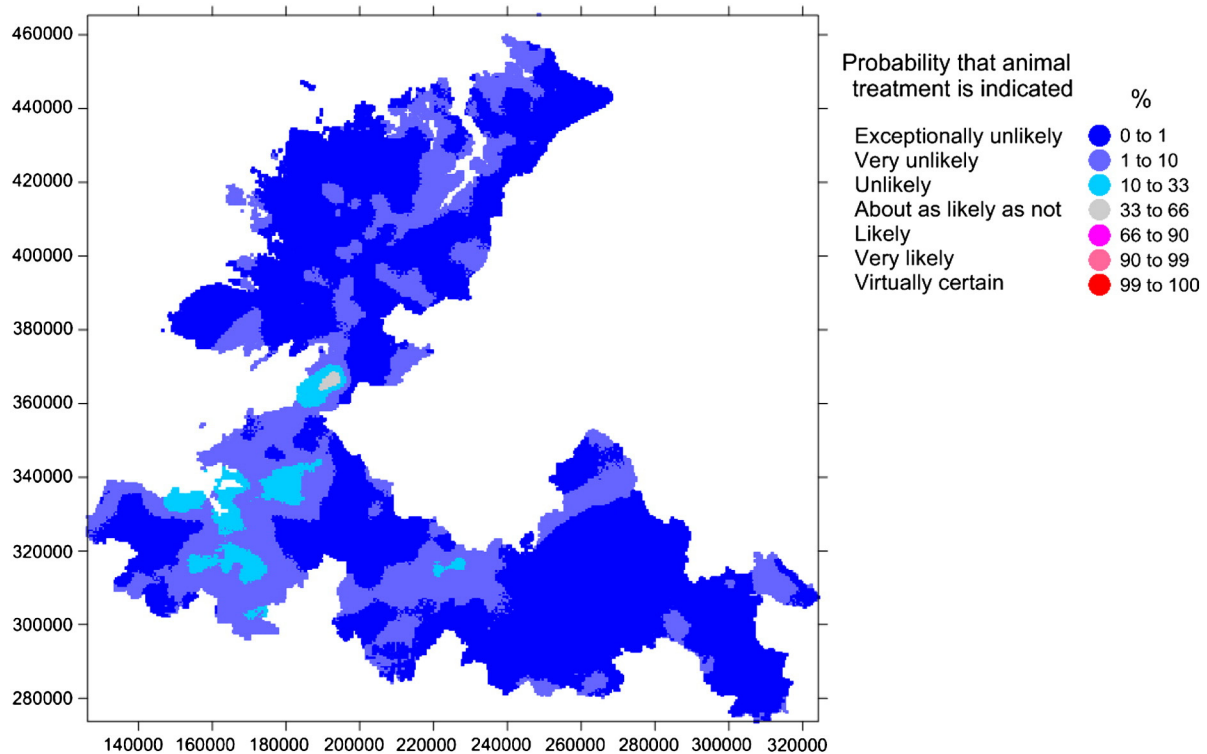 460000
440000
420000
400000
380000
360000
340000
320000
300000
280000
140000 160000 180000 200000 220000 240000 260000 280000 300000 320000
Probability that animal
treatment is indicated
%
Exceptionally unlikely 0 to 1
Very unlikely 1 to 10
Unlikely 10 to 33
About as likely as not 33 to 66
Likely 66 to 90
Very likely 90 to 99
Virtually certain 99 to 100